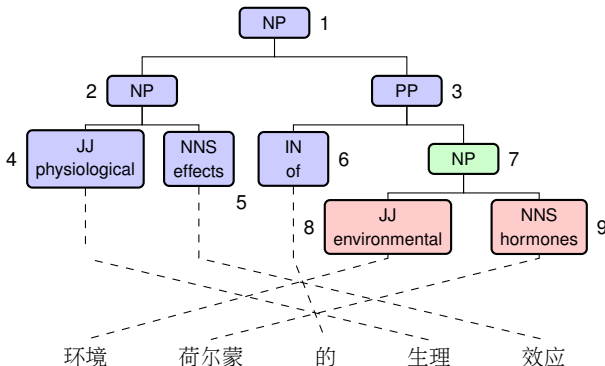 NP 1
2 NP
PP 3
4 JJ physiological
NNS effects 5
IN of 6
NP 7
8 JJ environmental
NNS hormones 9
环境 荷尔蒙 的 生理 效应